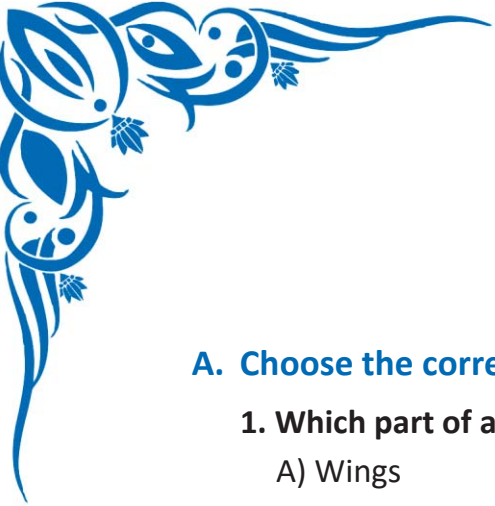 A. Choose the corre
1. Which part of a
A) Wings